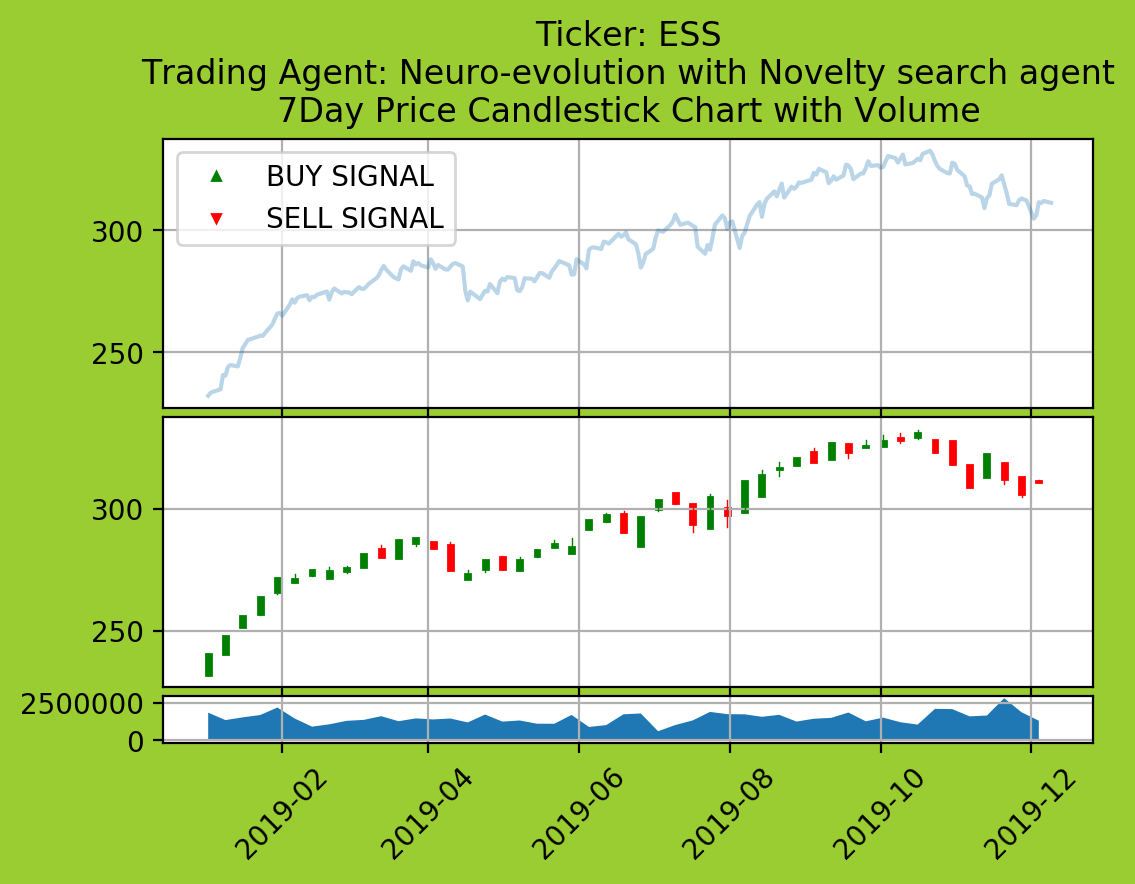 Ticker: ESS
Trading Agent: Neuro-evolution with Novelty search agent
7Day Price Candlestick Chart with Volume
BUY SIGNAL
SELL SIGNAL
300
250
300
250
2500000
0
2019-02
2019-04
2019-06
2019-08
2019-10
2019-12